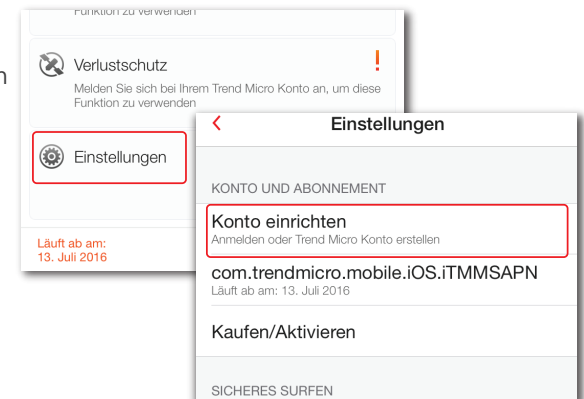 Funktion zu verwenden
Verlustschutz
Melden Sie sich bei Ihrem Trend Micro Konto an, um diese
Funktion zu verwenden
n
Einstellungen
Läuft ab am:
13. Juli 2016
Einstellungen
KONTO UND ABONNEMENT
Konto einrichten
Anmelden oder Trend Micro Konto erstellen
com.trendmicro.mobile.iOS.iTMMSAPN
Läuft ab am: 13. Juli 2016
Kaufen/Aktivieren
SICHERES SURFEN